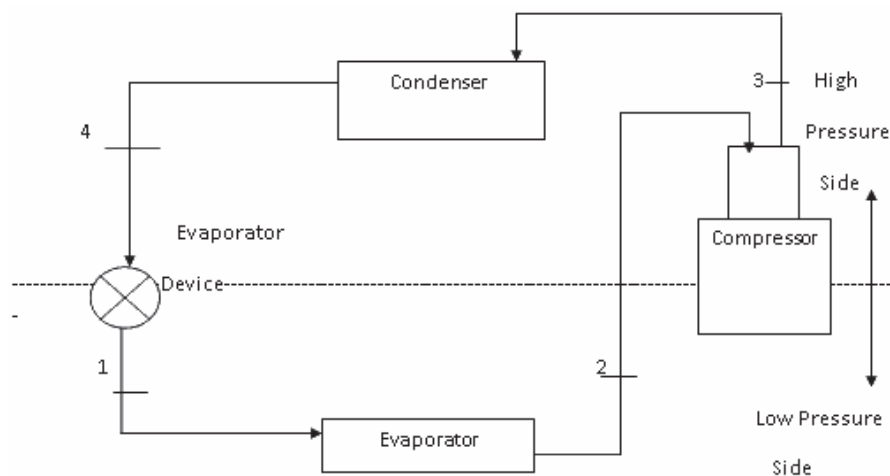 Condenser
3 High
4
Pressure
Side
Evaporator
Compressor
Device
-
1
2
Evaporator
Low Pressure
Side